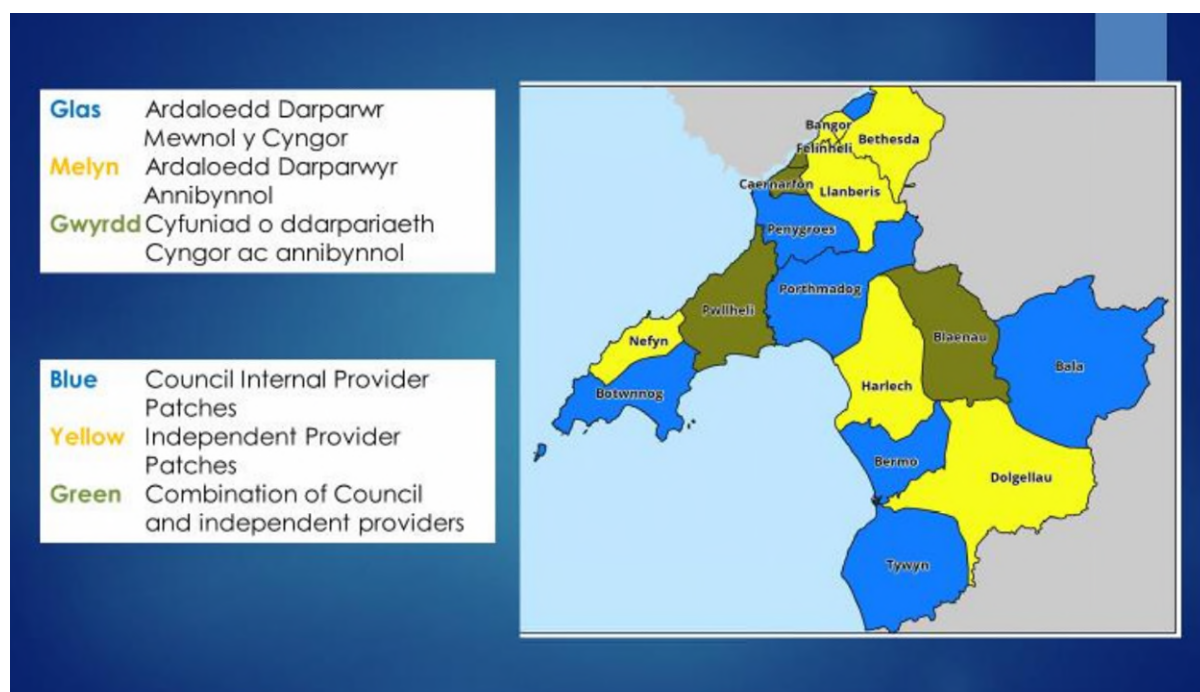 Glas Ardaloedd Darparwr
Mewnol y Cyngor
Melyn Ardaloedd Darparwyr
Annibynnol
Gwyrdd Cyfuniad o ddarpariaeth
Cyngor ac annibynnol
Blue Council Internal Provider
Patches
Yellow Independent Provider
Patches
Green Combination of Council
and independent providers
Bangor
Bethesda
Felinheli
Caernarfon
Llanberis
Penygroes
Porthmadog
Pwllheli
Nefyn
Blaenau
Bala
Harlech
Botwnnog
Bermo
Dolgellau
Tywyn